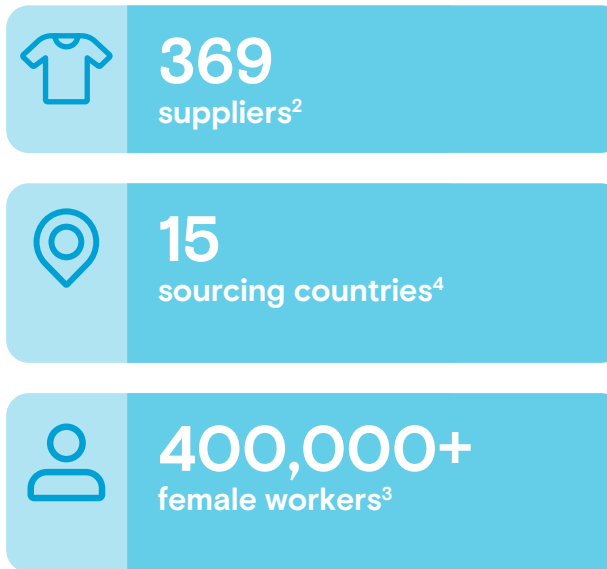 369
suppliers²
15
sourcing countries⁴
400,000+
female workers³